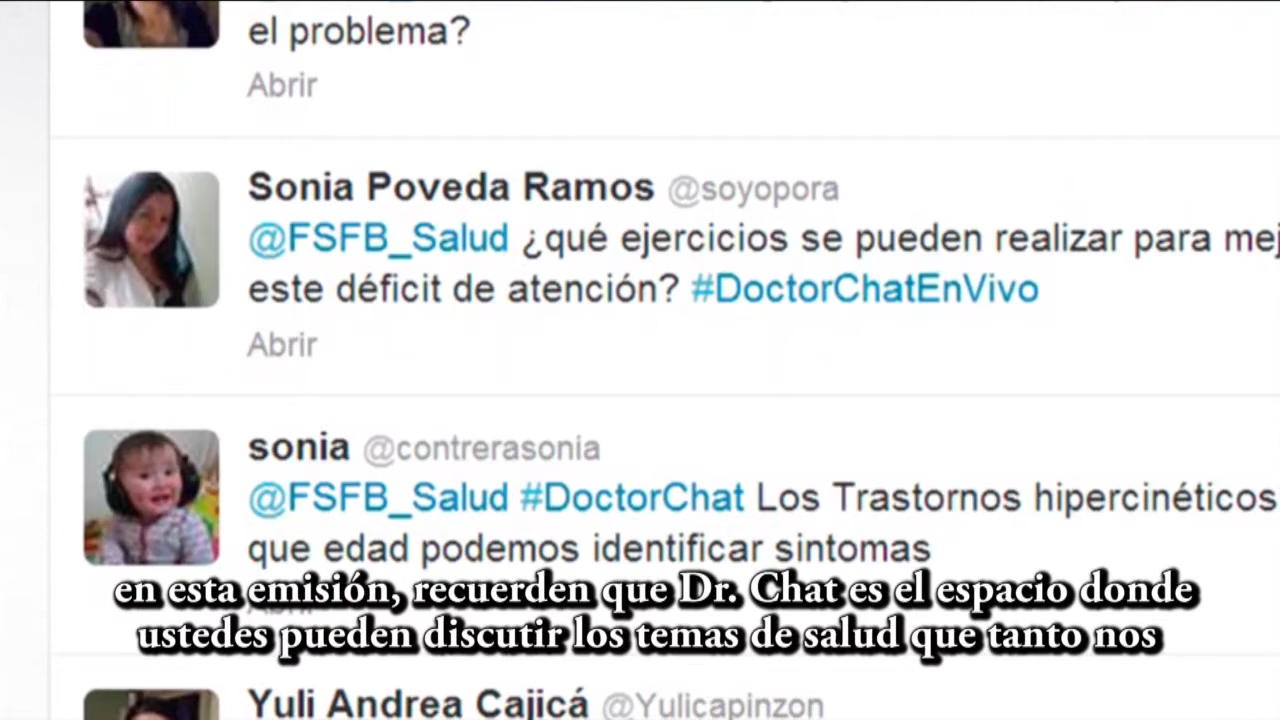 el problema?
Abrir
Sonia Poveda Ramos @soyopora
@FSFB_Salud ¿qué ejercicios se pueden realizar para mej
este déficit de atención? #DoctorChatEnVivo
Abrir
sonia @contrerasonia
@FSFB_Salud #DoctorChat Los Trastornos hipercinéticos
que edad podemos identificar sintomas
en esta emisión, recuerden que Dr. Chat es el espacio donde
ustedes pueden discutir los temas de salud que tanto nos
Yuli Andrea Cajicá @Yulicapinzon